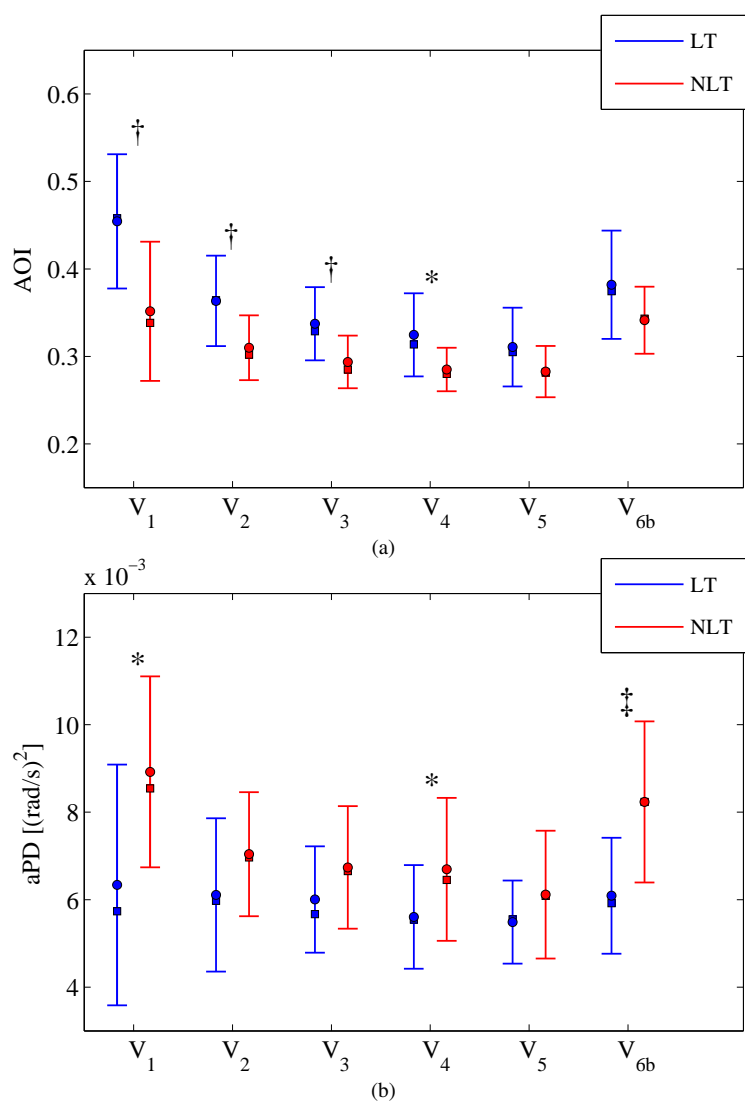 LT
NLT
0.6
†
0.5
†
†
0.4
*
0.3
0.2
AOI
V1 V2 V3 V4 V5 V6b
(a)
x 10−3
LT
NLT
12
*
‡
10
*
8
6
4
aPD [(rad/s)2]
V1 V2 V3 V4 V5 V6b
(b)